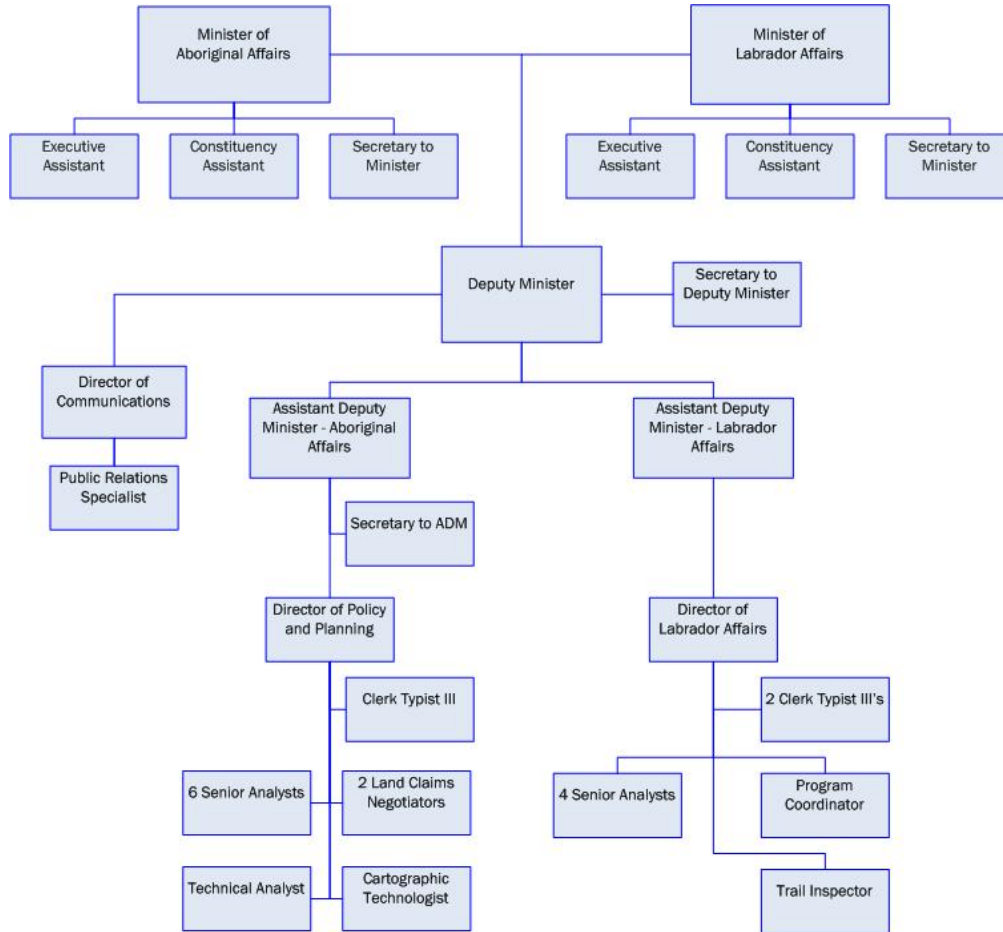 Minister of
Aboriginal Affairs
Minister of
Labrador Affairs
Executive
Assistant
Constituency
Assistant
Secretary to
Minister
Executive
Assistant
Constituency
Assistant
Secretary to
Minister
Deputy Minister
Secretary to
Deputy Minister
Director of
Communications
Assistant Deputy
Minister - Aboriginal
Affairs
Assistant Deputy
Minister - Labrador
Affairs
Public Relations
Specialist
Secretary to ADM
Director of Policy
and Planning
Director of
Labrador Affairs
Clerk Typist III
2 Clerk Typist III's
6 Senior Analysts
2 Land Claims
Negotiators
4 Senior Analysts
Program
Coordinator
Technical Analyst
Cartographic
Technologist
Trail Inspector